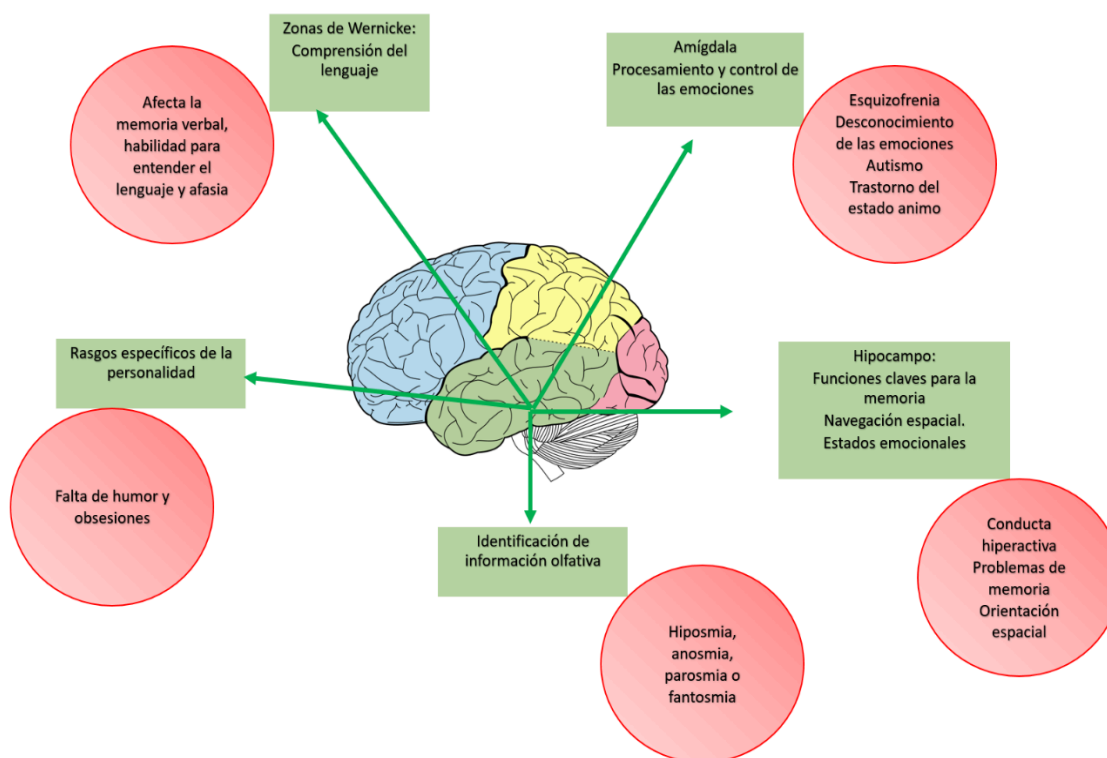 Zonas de Wernicke:
Comprensión del
lenguaje
Afecta la
memoria verbal,
habilidad para
entender el
lenguaje y afasia
Amígdala
Procesamiento y control de
las emociones
Esquizofrenia
Desconocimiento
de las emociones
Autismo
Trastorno del
estado animo
Rasgos específicos de la
personalidad
Falta de humor y
obsesiones
Hipocampo:
Funciones claves para la
memoria
Navegación espacial.
Estados emocionales
Conducta
hiperactiva
Problemas de
memoria
Orientación
espacial
Identificación de
información olfativa
Hiposmia,
anosmia,
parosmia o
fantosmia